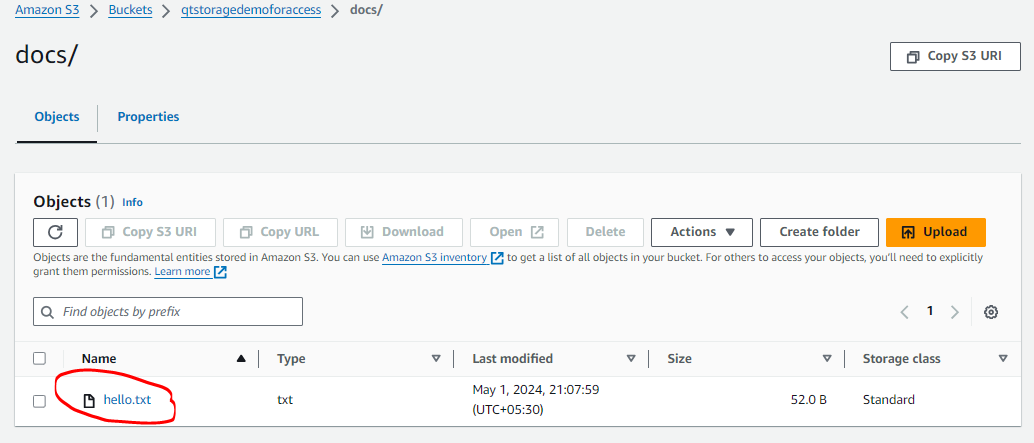 Amazon S3 > Buckets > qtstoragedemoforaccess > docs/
docs/
Copy S3 URI
Objects Properties
Objects (1) Info
Copy S3 URI Copy URL Download Open Delete Actions Create folder Upload
Objects are the fundamental entities stored in Amazon S3. You can use Amazon S3 inventory to get a list of all objects in your bucket. For others to access your objects, you'll need to explicitly
grant them permissions. Learn more
Find objects by prefix
1
Name Type Last modified Size Storage class
hello.txt txt May 1, 2024, 21:07:59 52.0 B Standard
(UTC+05:30)